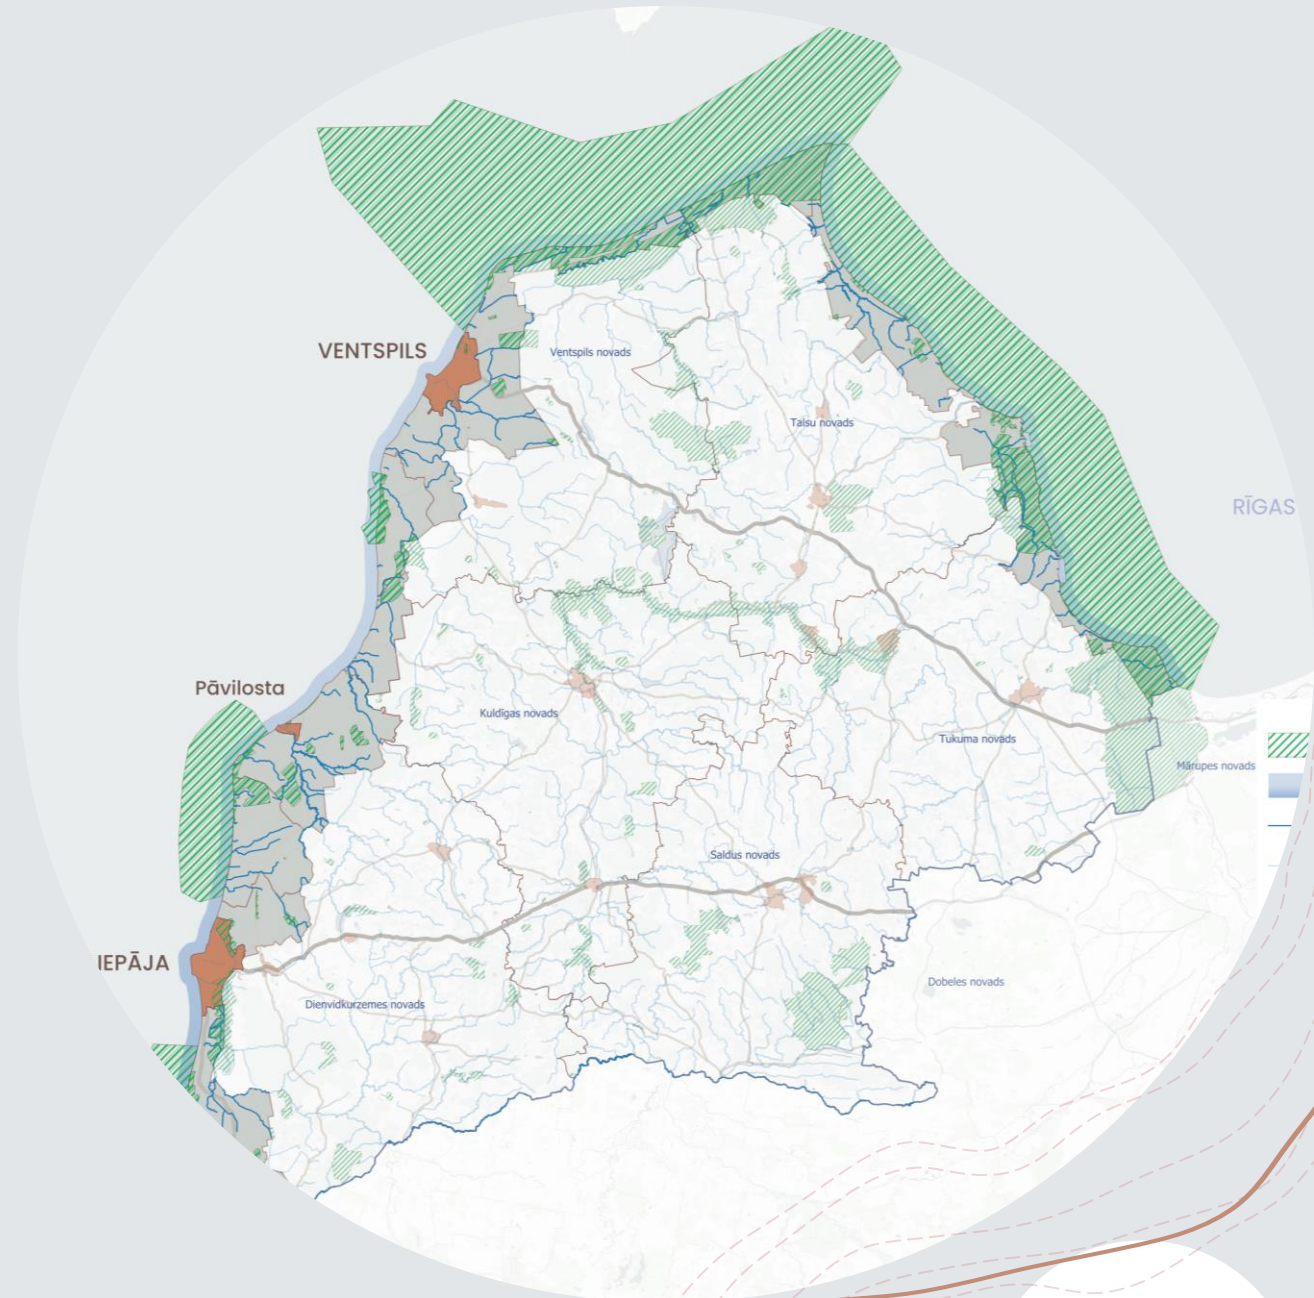 VENTSPILS
Ventspils novads
Talsu novads
RĪGAS
Pāvilosta
Kuldīgas novads
Tukuma novads
Mārupes novads
Saldus novads
IEPĀJA
Dobeles novads
Dienvidkurzemes novads